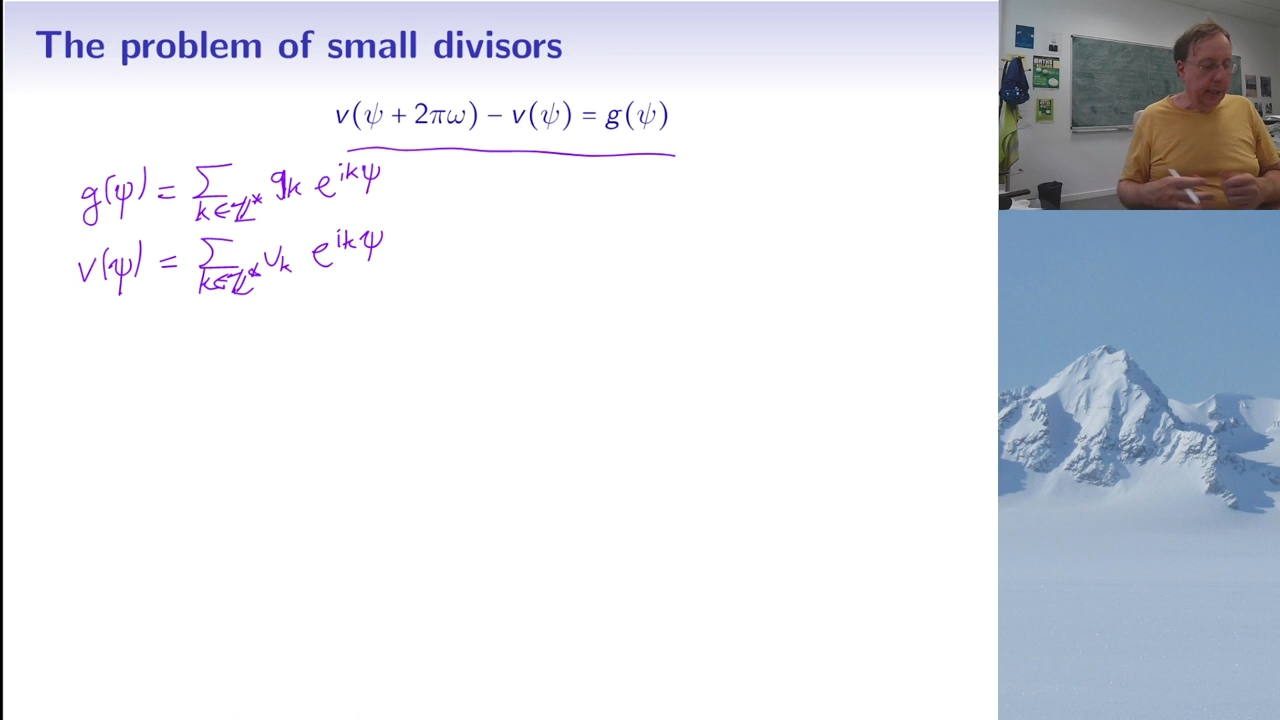 The problem of small divisors
v(ψ + 2πω) − v(ψ) = g(ψ)
g(ψ) = ∑_{k∈ℤ*} g_k e^{ikψ}
v(ψ) = ∑_{k∈ℤ*} v_k e^{ikψ}